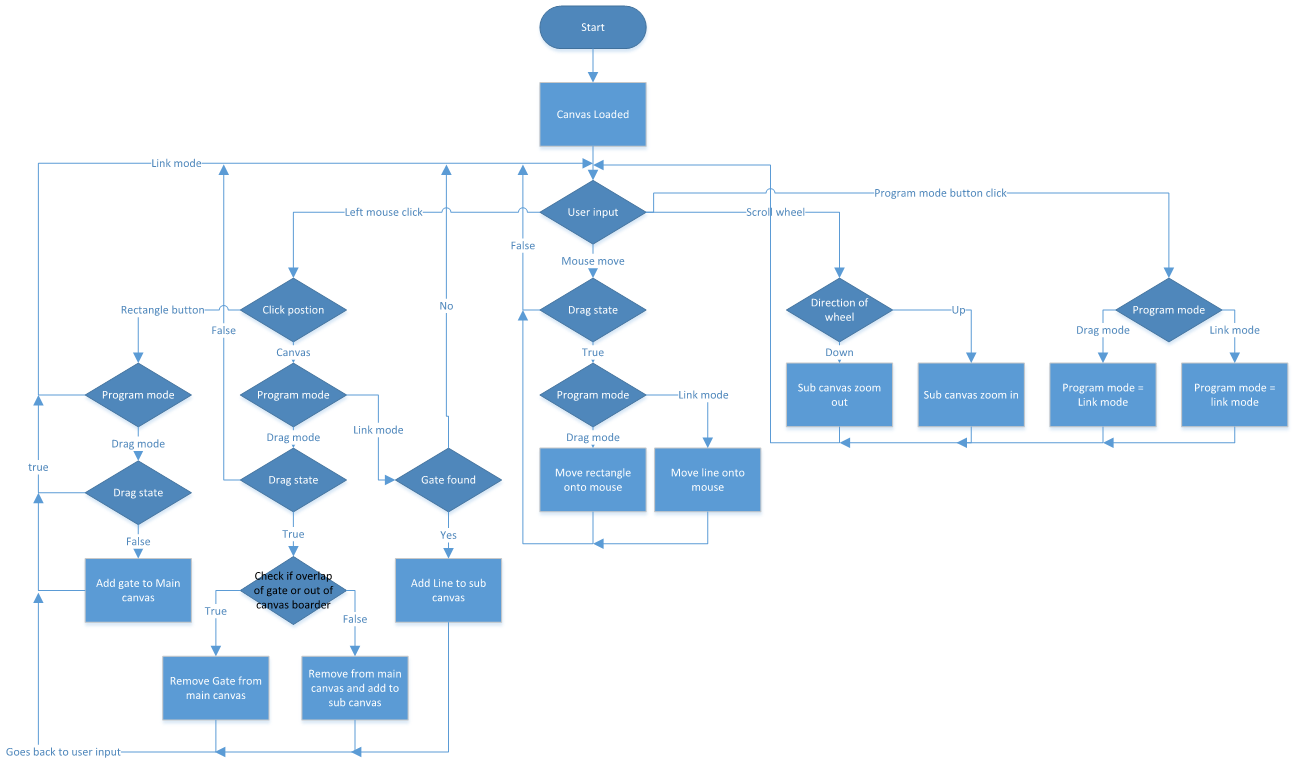 Start
Canvas Loaded
Link mode
User input
Program mode button click
Left mouse click
Scroll wheel
False
Mouse move
No
Rectangle button
Click postion
False
Drag state
Direction of
wheel
Up
Program mode
Drag mode
Link mode
Canvas
True
Down
Program mode
Program mode
Program mode
Link mode
Sub canvas zoom
out
Sub canvas zoom in
Program mode =
Link mode
Program mode =
link mode
Drag mode
Drag mode
Link mode
Drag mode
true
Drag state
Drag state
Gate found
Move rectangle
onto mouse
Move line onto
mouse
False
True
Yes
Add gate to Main
canvas
Check if overlap
of gate or out of
canvas boarder
Add Line to sub
canvas
True
False
Remove Gate from
main canvas
Remove from main
canvas and add to
sub canvas
Goes back to user input